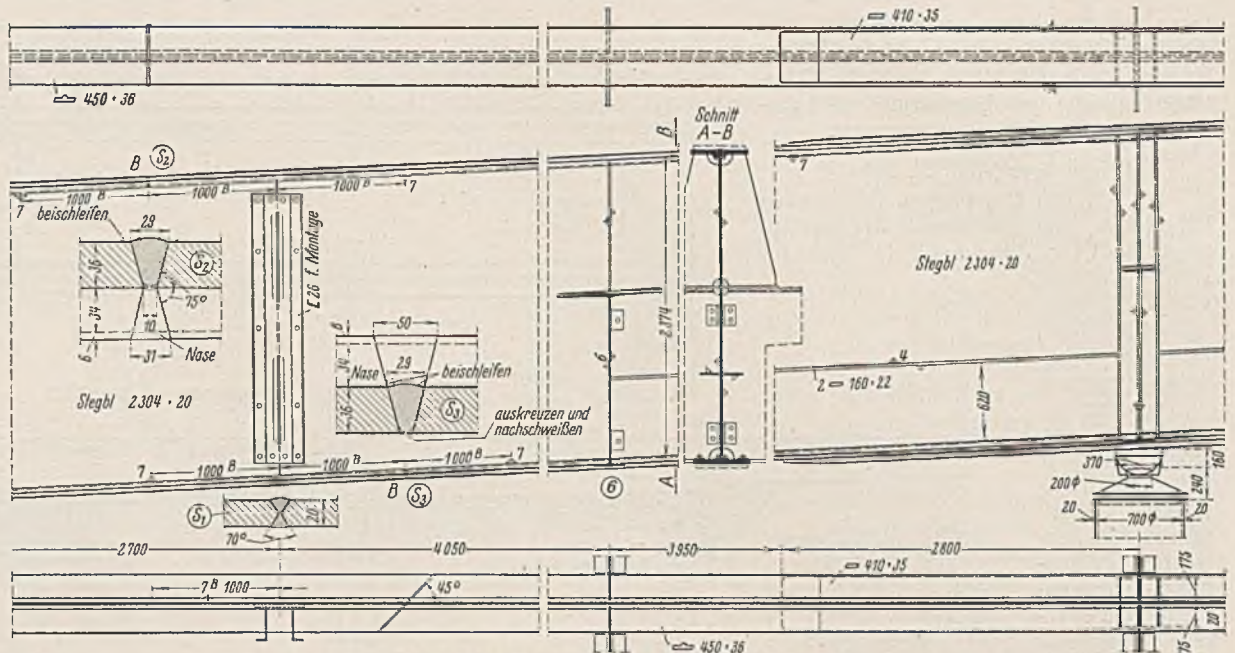 ▭ 410·35
450·36
Schnitt
A–B
B
B S₂
7
1000 B
1000 B
1000 B
7
beischleifen
29
36
S₂
75°
34
10
6
31
Nase
Stegbl 2304·20
[ 26 f. Montage
50
8
34
29
Nase
beischleifen
36
S₃
auskreuzen und
nachschweißen
6
2374
7
Stegbl 2304·20
4
2 ▭ 160·22
620
7
1000 B
1000 B
1000 B
7
B S₃
6
A
370
160
240
200 ϕ
20
700 ϕ
20
S₁
20
70°
2700
4050
3950
2800
7 B 1000
45°
▭ 410·35
175
20
175
450·36